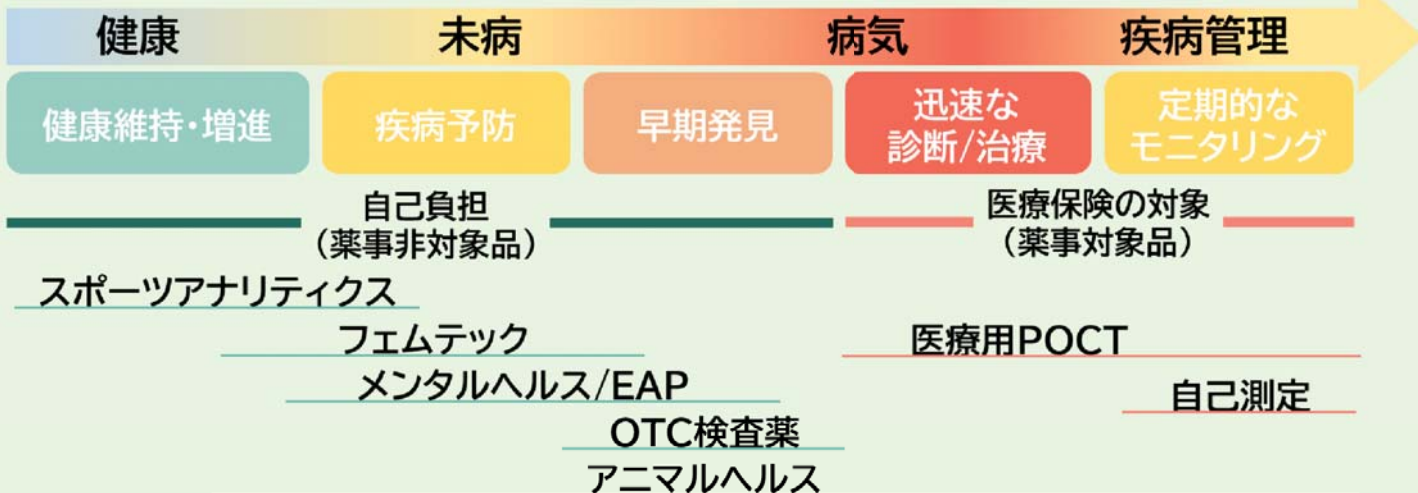 健康 未病 病気 疾病管理
健康維持・増進 疾病予防 早期発見 迅速な 定期的な
診断/治療 モニタリング
自己負担 医療保険の対象
(薬事非対象品) (薬事対象品)
スポーツアナリティクス
フェムテック 医療用POCT
メンタルヘルス/EAP 自己測定
OTC検査薬
アニマルヘルス